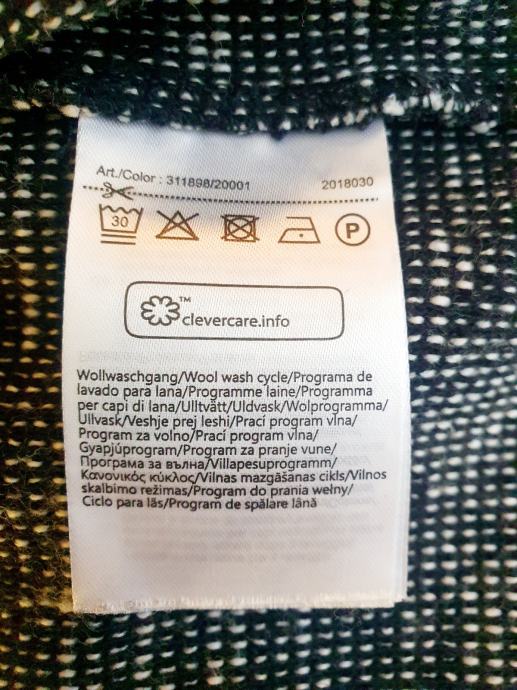 Art./Color : 311898/20001 2018030
30 P
clevercare.info™
Wollwaschgang/Wool wash cycle/Programa de
lavado para lana/Programme laine/Programma
per capi di lana/Ulltvätt/Uldvask/Wolprogramma/
Ullvask/Veshje prej leshi/Prací program vlna/
Program za volno/Prací program vlna/
Gyapjúprogram/Program za pranje vune/
Програма за вълна/Villapesuprogramm/
Κανονικός κύκλος/Vilnas mazgāšanas cikls/Vilnos
skalbimo režimas/Program do prania wełny/
Ciclo para lãs/Program de spălare lână